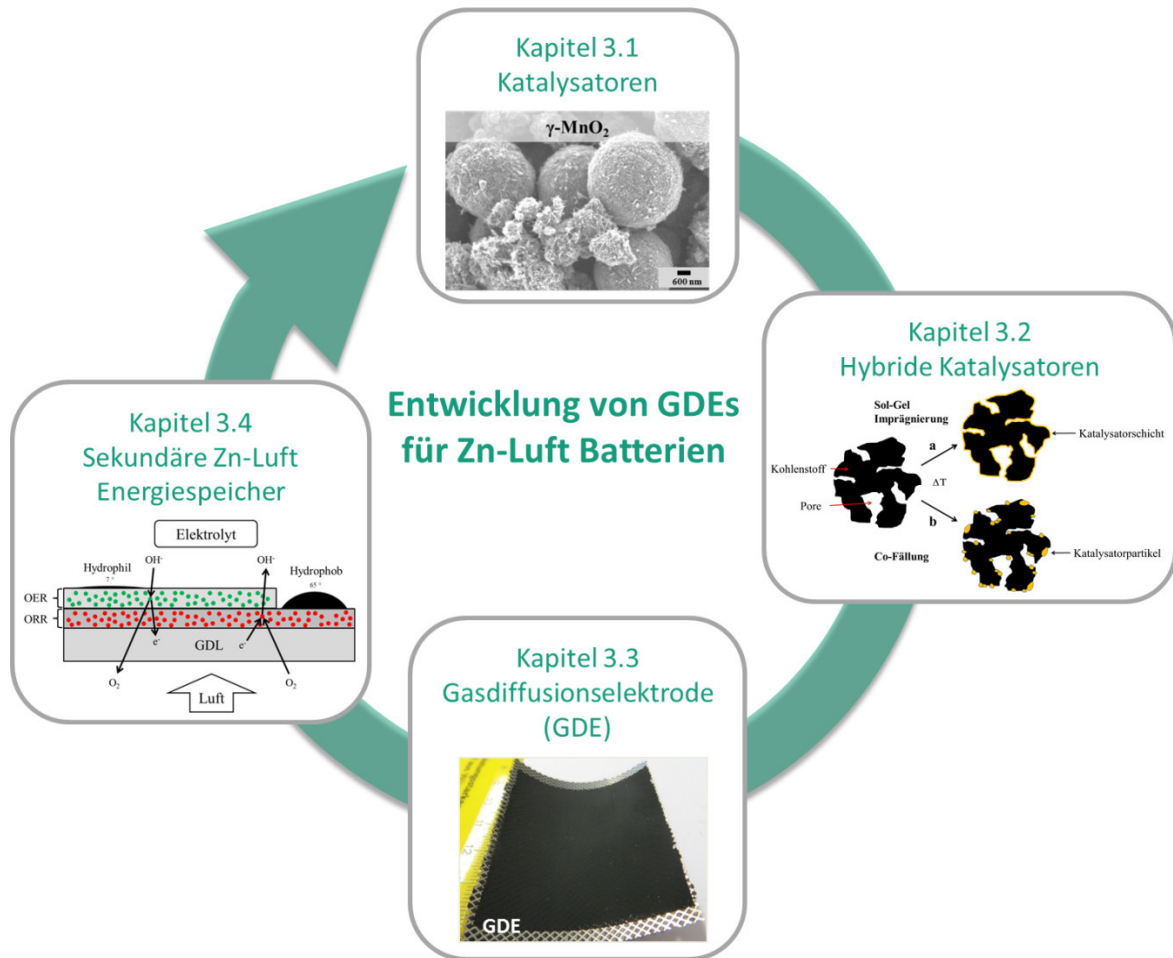 Kapitel 3.1
Katalysatoren
γ-MnO₂
600 nm
Kapitel 3.2
Hybride Katalysatoren
Sol-Gel
Imprägnierung
a
Katalysatorschicht
Kohlenstoff
ΔT
Pore
b
Co-Fällung
Katalysatorpartikel
Entwicklung von GDEs
für Zn-Luft Batterien
Kapitel 3.4
Sekundäre Zn-Luft
Energiespeicher
Elektrolyt
Hydrophil
7 °
OH⁻
OH⁻
Hydrophob
65 °
OER
ORR
e⁻
GDL
e⁻
O₂
O₂
Luft
Kapitel 3.3
Gasdiffusionselektrode
(GDE)
12
GDE